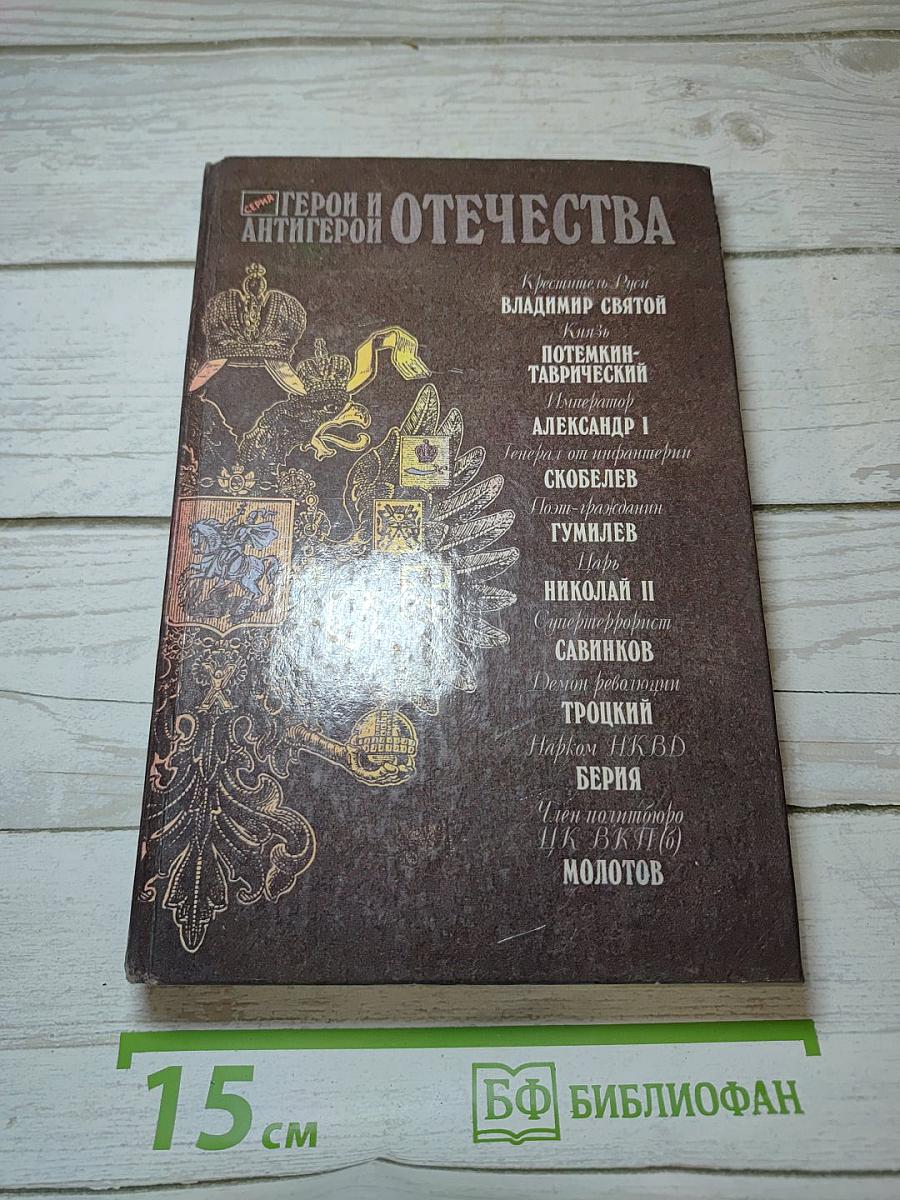 СЕРИЯ ГЕРОИ И
АНТИГЕРОИ ОТЕЧЕСТВА
Креститель Руси
ВЛАДИМИР СВЯТОЙ
Князь
ПОТЕМКИН-
ТАВРИЧЕСКИЙ
Император
АЛЕКСАНДР I
Генерал от инфантерии
СКОБЕЛЕВ
Поэт-гражданин
ГУМИЛЕВ
Царь
НИКОЛАЙ II
Супертеррорист
САВИНКОВ
Демон революции
ТРОЦКИЙ
Нарком НКВД
БЕРИЯ
Член политбюро
ЦК ВКП(б)
МОЛОТОВ
15 см
БФ БИБЛИОФАН